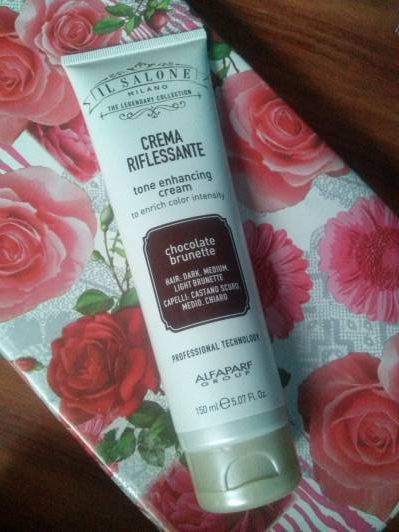 IL SALONE
MILANO
THE LEGENDARY COLLECTION
CREMA
RIFLESSANTE
tone enhancing
cream
to enrich color intensity
chocolate
brunette
HAIR: DARK, MEDIUM,
LIGHT BRUNETTE
CAPELLI: CASTANO SCURO,
MEDIO, CHIARO
PROFESSIONAL TECHNOLOGY
ALFAPARF
GROUP
150 ml ℮ 5.07 Fl. Oz.